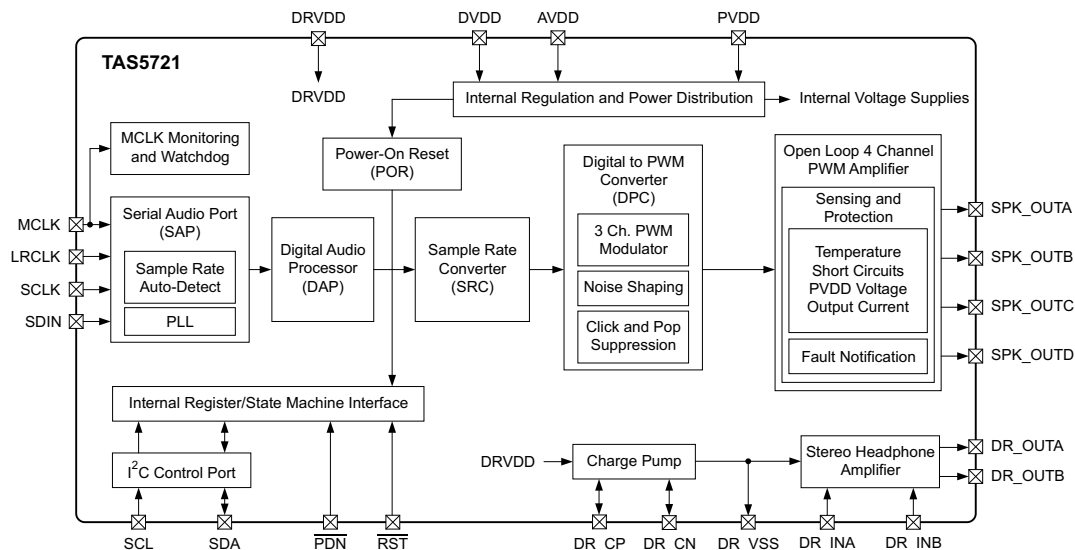 DRVDD
DVDD
AVDD
PVDD
TAS5721
DRVDD
Internal Regulation and Power Distribution
Internal Voltage Supplies
MCLK Monitoring
and Watchdog
Power-On Reset
(POR)
Digital to PWM
Converter
(DPC)
3 Ch. PWM
Modulator
Noise Shaping
Click and Pop
Suppression
Open Loop 4 Channel
PWM Amplifier
Sensing and
Protection
Temperature
Short Circuits
PVDD Voltage
Output Current
Fault Notification
MCLK
LRCLK
SCLK
SDIN
Serial Audio Port
(SAP)
Sample Rate
Auto-Detect
PLL
Digital Audio
Processor
(DAP)
Sample Rate
Converter
(SRC)
SPK_OUTA
SPK_OUTB
SPK_OUTC
SPK_OUTD
Internal Register/State Machine Interface
I²C Control Port
DRVDD
Charge Pump
Stereo Headphone
Amplifier
DR_OUTA
DR_OUTB
SCL
SDA
PDN
RST
DR_CP
DR_CN
DR_VSS
DR_INA
DR_INB